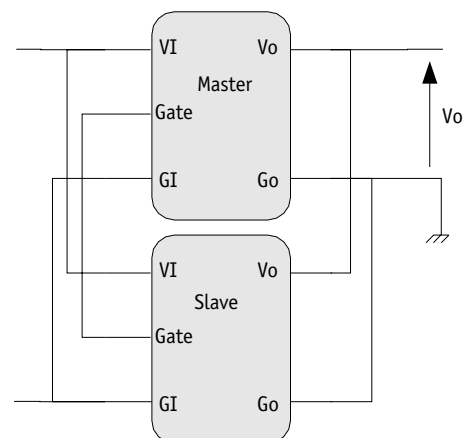 VI Vo
Master
Gate
Vo
GI Go
VI Vo
Slave
Gate
GI Go